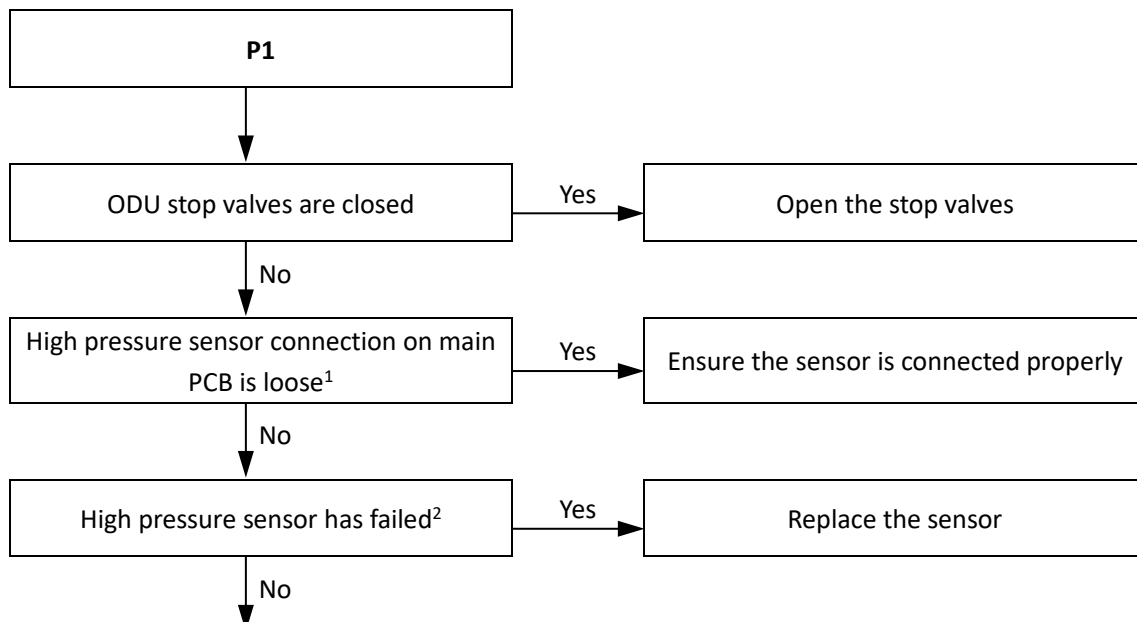 P1
ODU stop valves are closed
Yes
Open the stop valves
No
High pressure sensor connection on main
PCB is loose¹
Yes
Ensure the sensor is connected properly
No
High pressure sensor has failed²
Yes
Replace the sensor
No